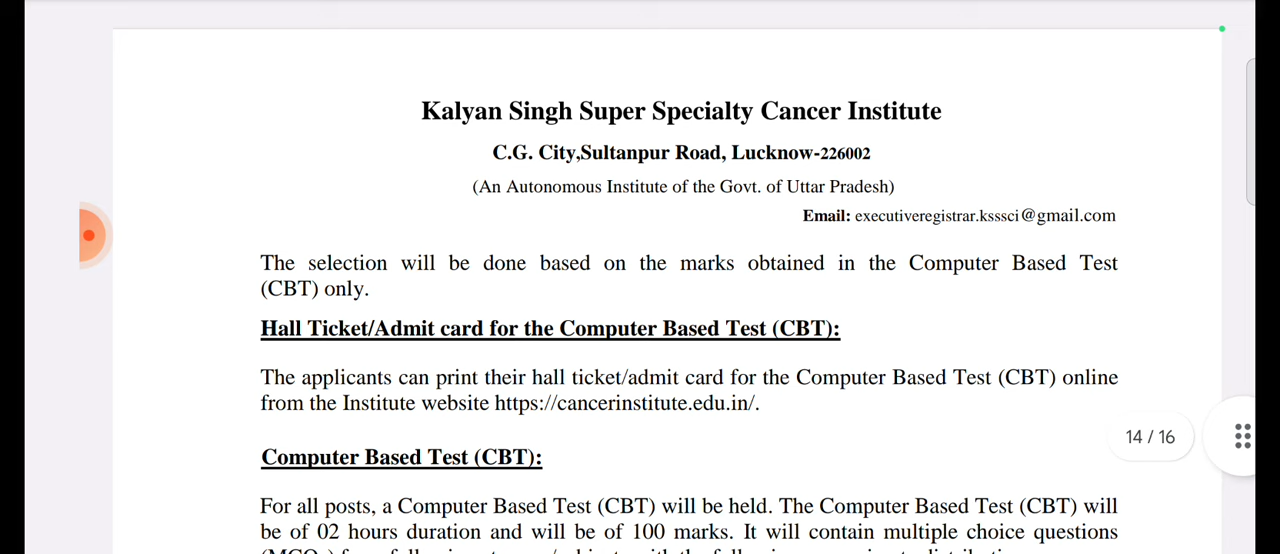 Kalyan Singh Super Specialty Cancer Institute
C.G. City,Sultanpur Road, Lucknow-226002
(An Autonomous Institute of the Govt. of Uttar Pradesh)
Email: executiveregistrar.ksssci@gmail.com
The selection will be done based on the marks obtained in the Computer Based Test
(CBT) only.
Hall Ticket/Admit card for the Computer Based Test (CBT):
The applicants can print their hall ticket/admit card for the Computer Based Test (CBT) online
from the Institute website https://cancerinstitute.edu.in/.
14 / 16
Computer Based Test (CBT):
For all posts, a Computer Based Test (CBT) will be held. The Computer Based Test (CBT) will
be of 02 hours duration and will be of 100 marks. It will contain multiple choice questions